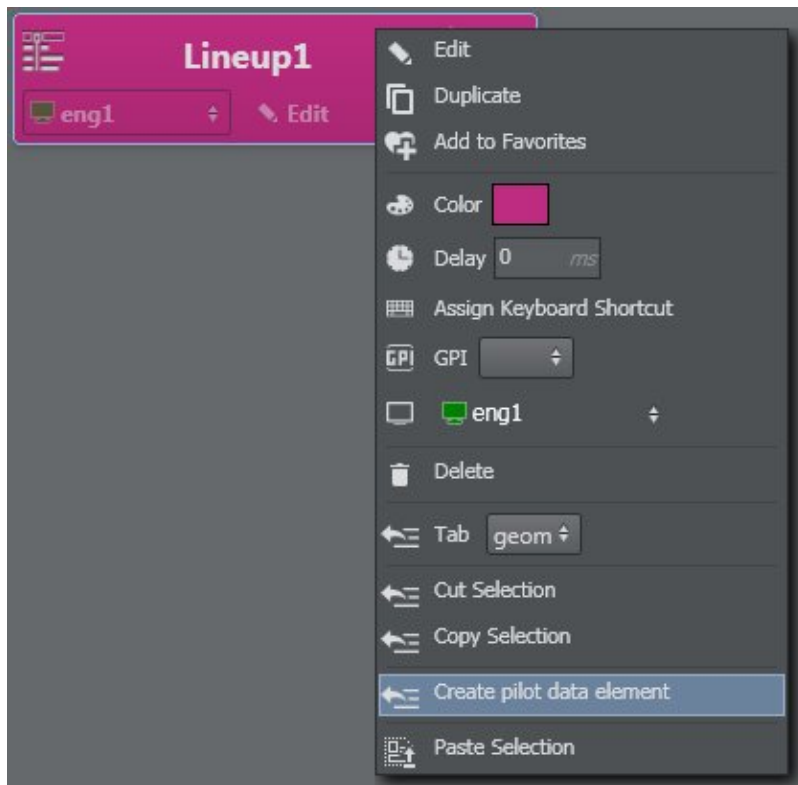 Lineup1
eng1
Edit
Edit
Duplicate
Add to Favorites
Color
Delay 0 ms
Assign Keyboard Shortcut
GPI GPI
eng1
Delete
Tab geom
Cut Selection
Copy Selection
Create pilot data element
Paste Selection